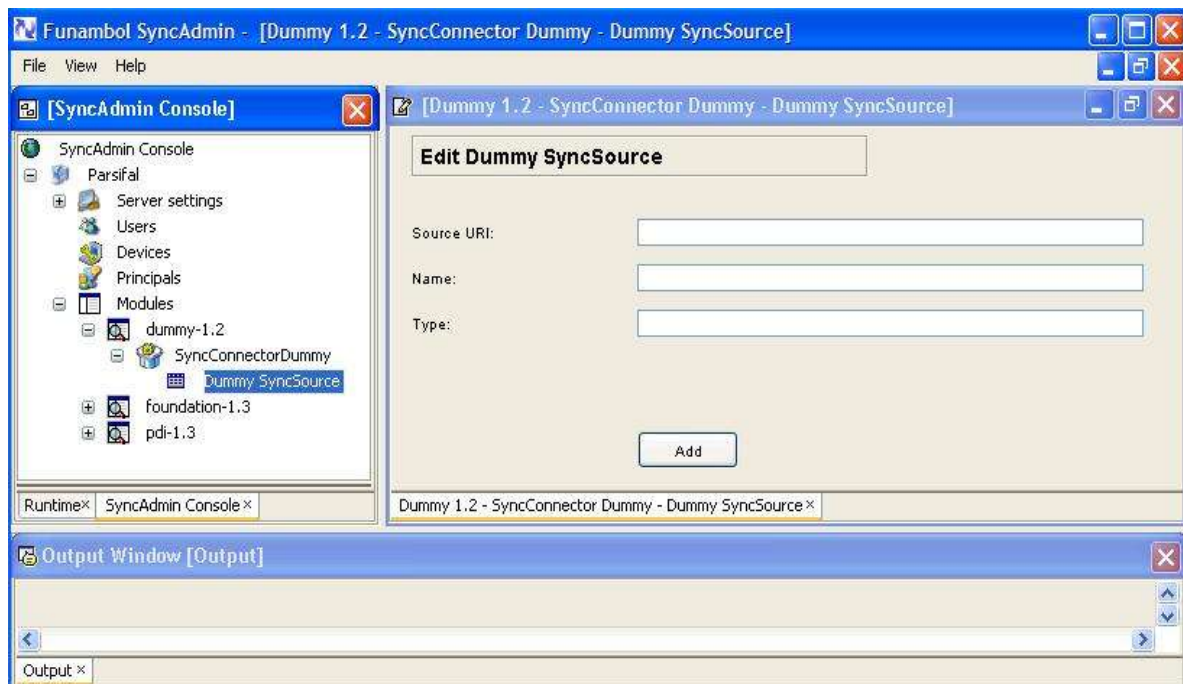 Funambol SyncAdmin - [Dummy 1.2 - SyncConnector Dummy - Dummy SyncSource]
File View Help
[SyncAdmin Console]
SyncAdmin Console
Parsifal
Server settings
Users
Devices
Principals
Modules
dummy-1.2
SyncConnectorDummy
Dummy SyncSource
foundation-1.3
pdi-1.3
Runtime× SyncAdmin Console ×
[Dummy 1.2 - SyncConnector Dummy - Dummy SyncSource]
Edit Dummy SyncSource
Source URI:
Name:
Type:
Add
Dummy 1.2 - SyncConnector Dummy - Dummy SyncSource ×
Output Window [Output]
Output ×